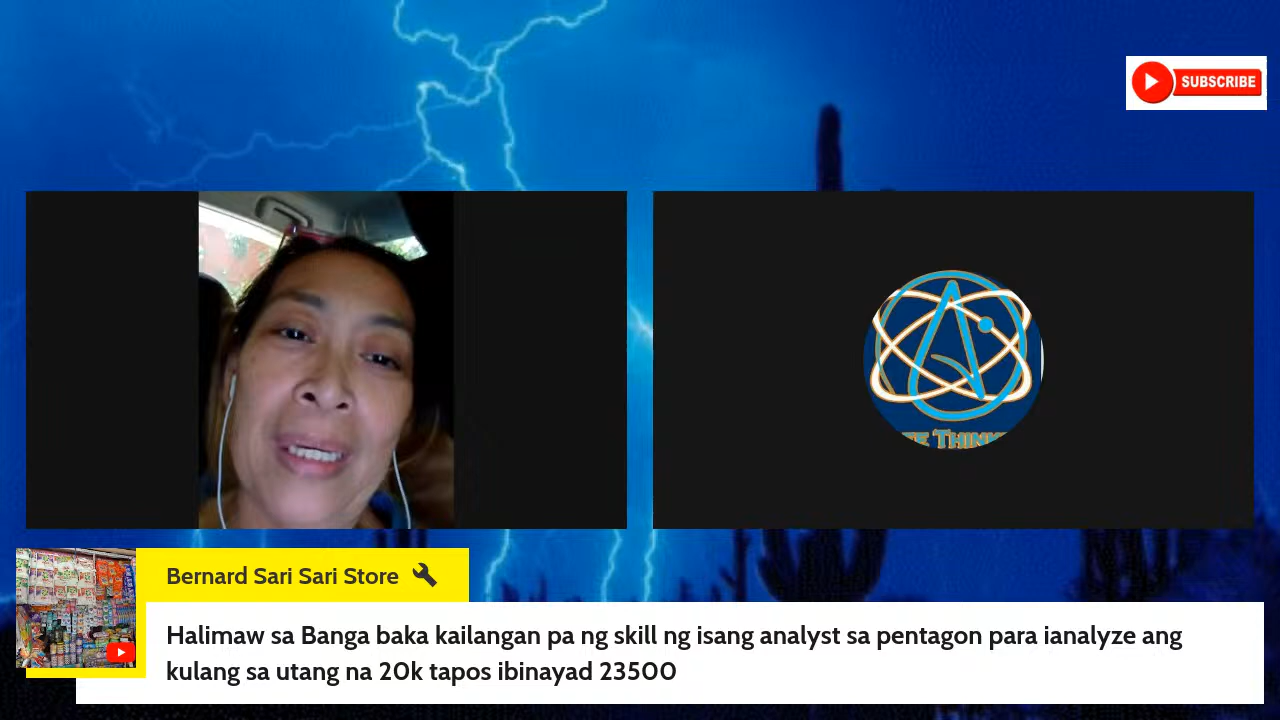 SUBSCRIBE
Bernard Sari Sari Store
Halimaw sa Banga baka kailangan pa ng skill ng isang analyst sa pentagon para ianalyze ang
kulang sa utang na 20k tapos ibinayad 23500